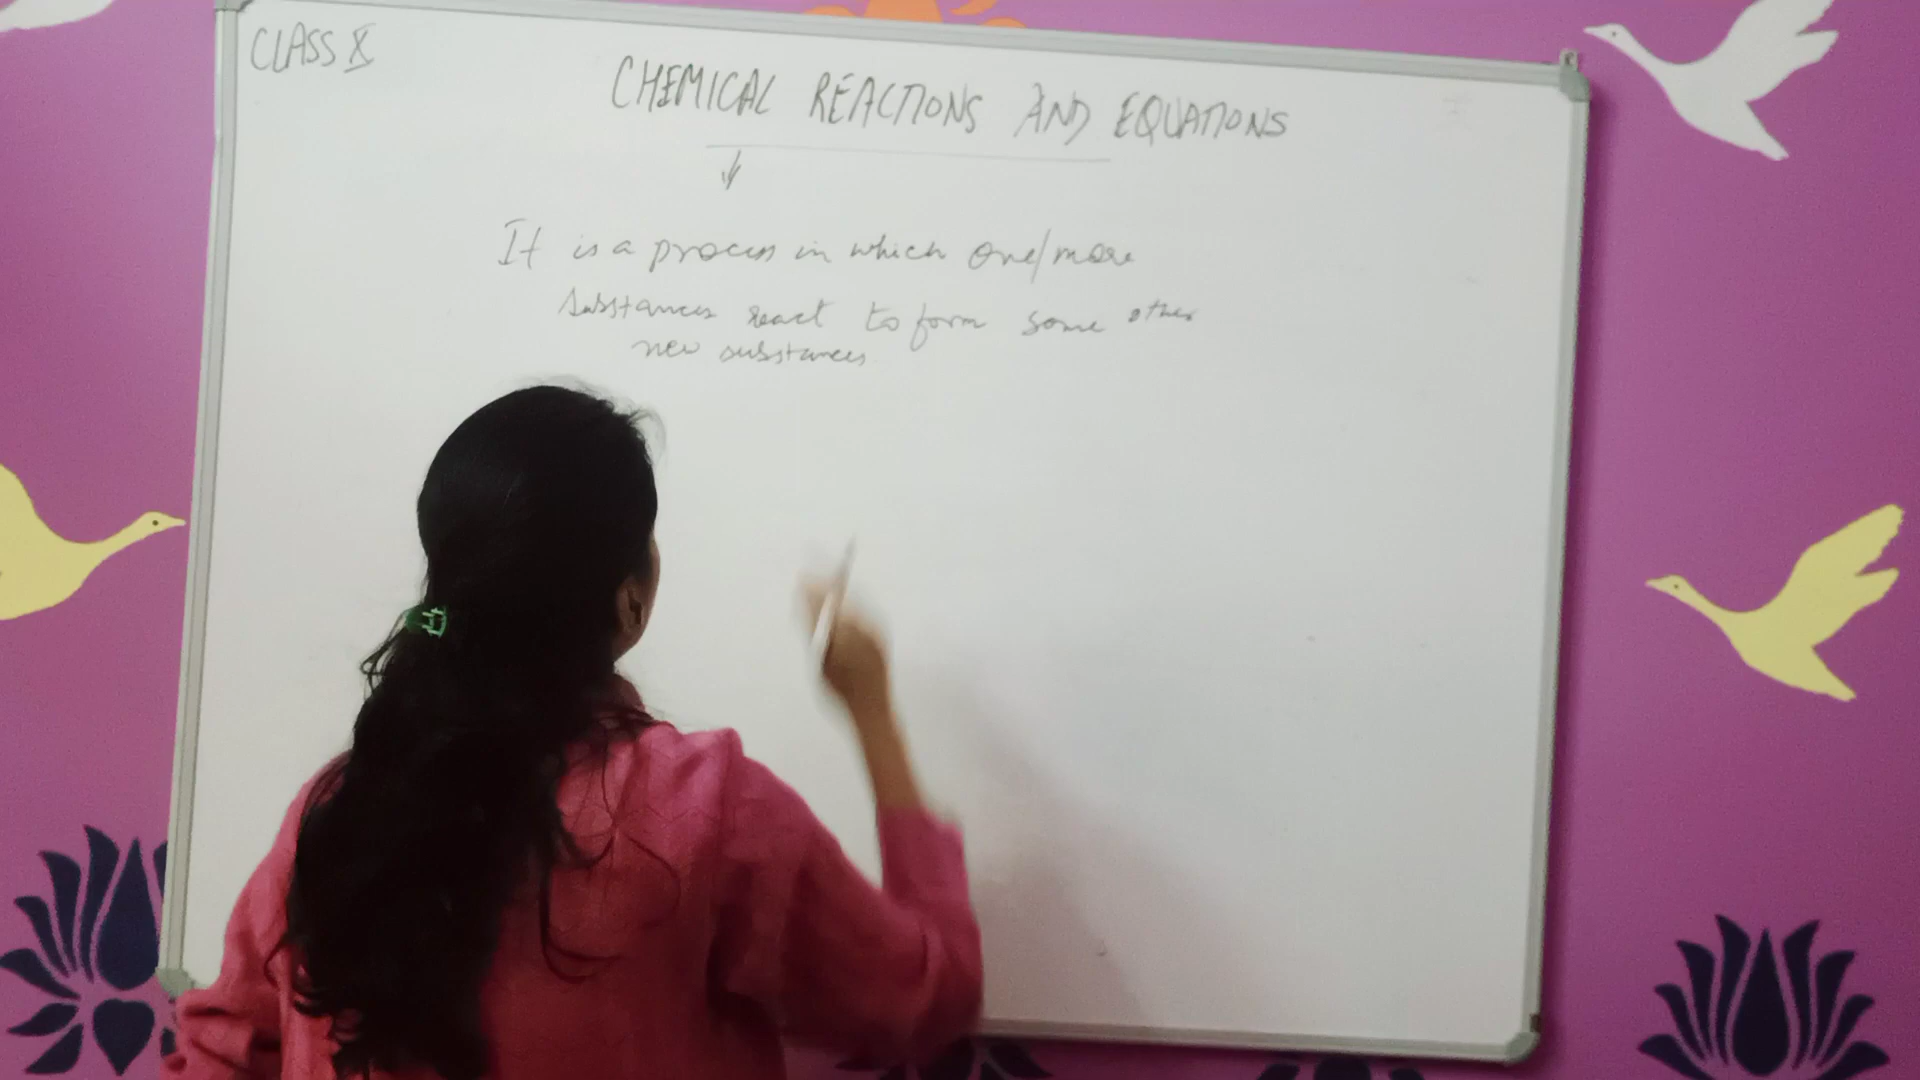 CLASS X
CHEMICAL REACTIONS AND EQUATIONS
It is a process in which one/more
substances react to form some other
new substances